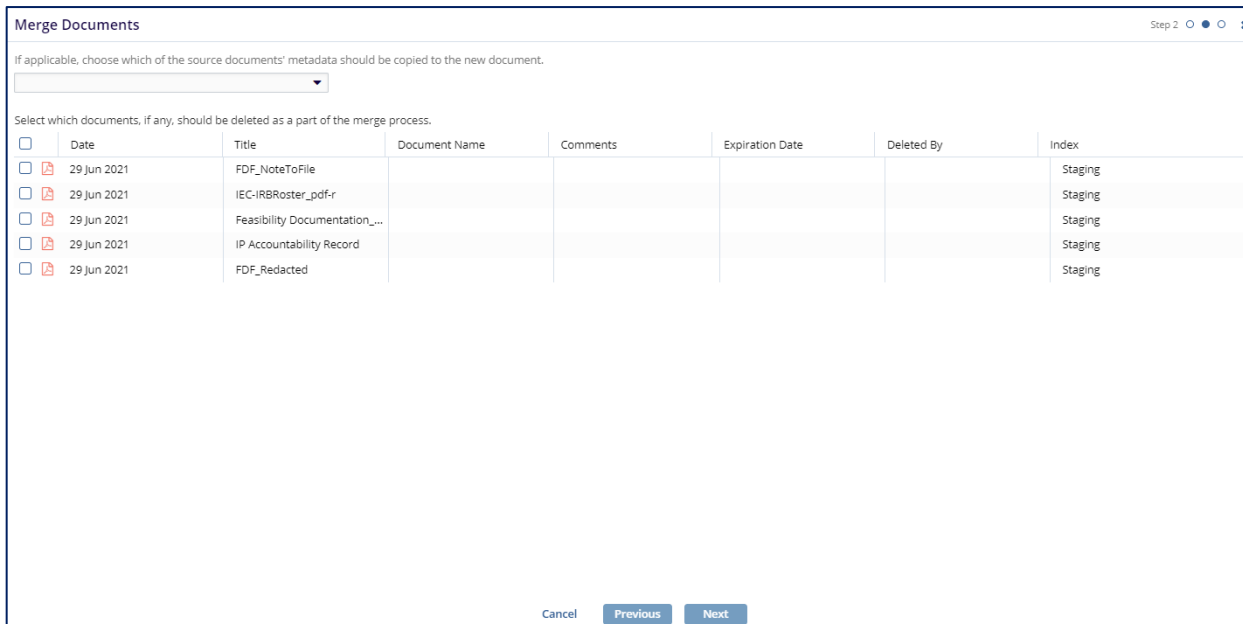 Merge Documents
Step 2
If applicable, choose which of the source documents' metadata should be copied to the new document.
Select which documents, if any, should be deleted as a part of the merge process.
Date Title Document Name Comments Expiration Date Deleted By Index
29 Jun 2021 FDF_NoteToFile Staging
29 Jun 2021 IEC-IRBRoster_pdf-r Staging
29 Jun 2021 Feasibility Documentation_... Staging
29 Jun 2021 IP Accountability Record Staging
29 Jun 2021 FDF_Redacted Staging
Cancel Previous Next